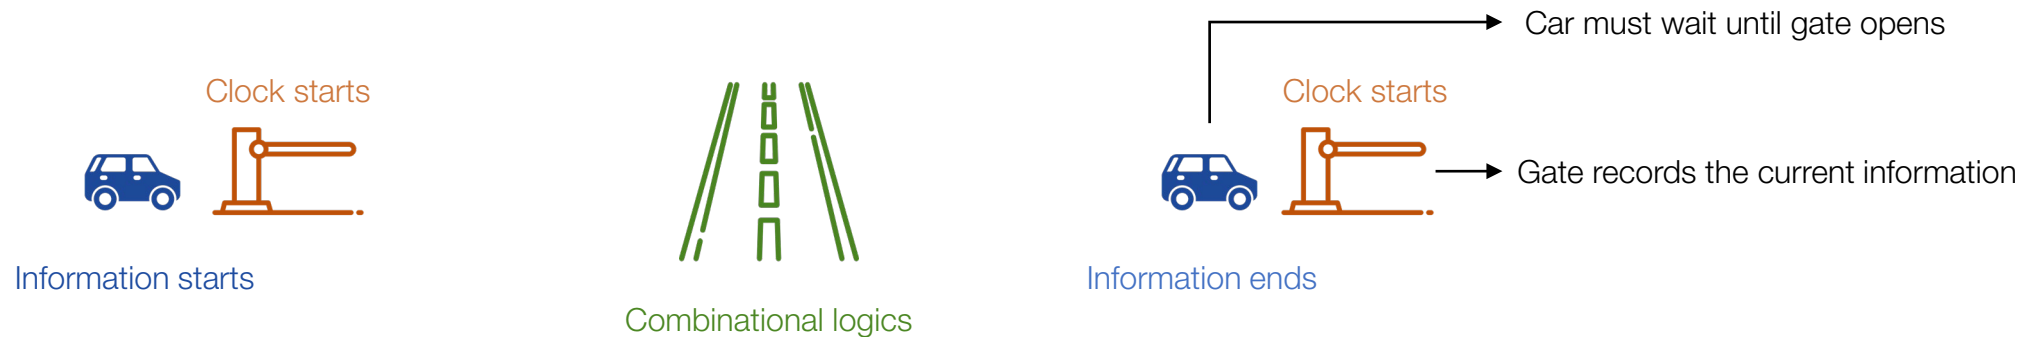 Car must wait until gate opens
Clock starts
Clock starts
Gate records the current information
Information starts
Information ends
Combinational logics